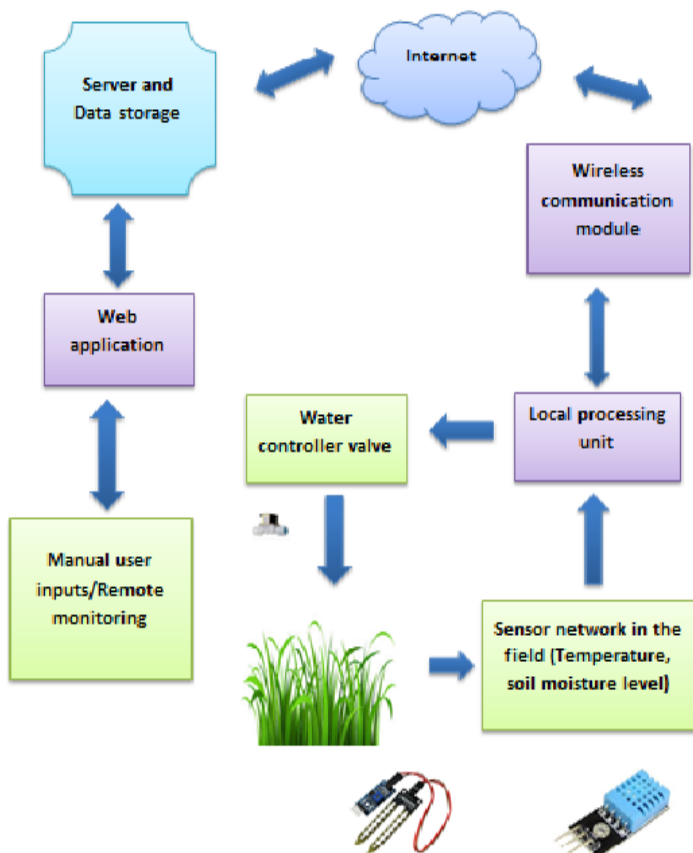 Server and
Data storage
Internet
Wireless
communication
module
Web
application
Water
controller valve
Local processing
unit
Manual user
inputs/Remote
monitoring
Sensor network in the
field (Temperature,
soil moisture level)